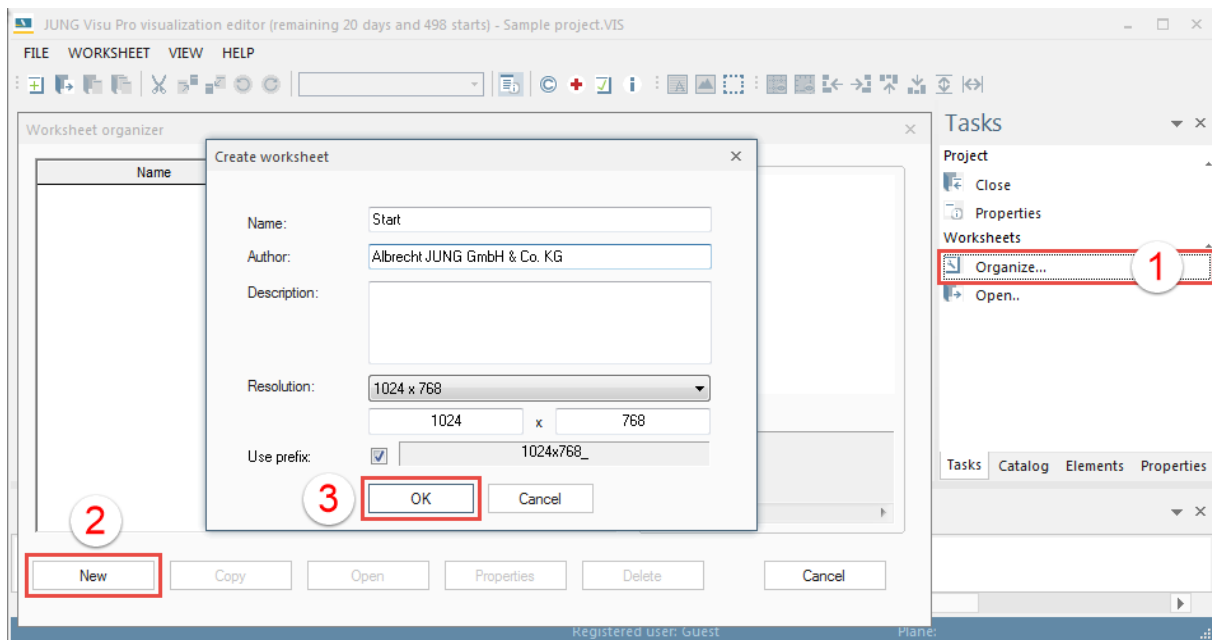 JUNG Visu Pro visualization editor (remaining 20 days and 498 starts) - Sample project.VIS
FILE WORKSHEET VIEW HELP
Worksheet organizer
Name
Create worksheet
Name: Start
Author: Albrecht JUNG GmbH & Co. KG
Description:
Resolution: 1024 x 768
1024 x 768
Use prefix: 1024x768_
3 OK Cancel
2
New Copy Open Properties Delete Cancel
Tasks
Project
Close
Properties
Worksheets
Organize... 1
Open..
Tasks Catalog Elements Properties
Registered user: Guest Plane: